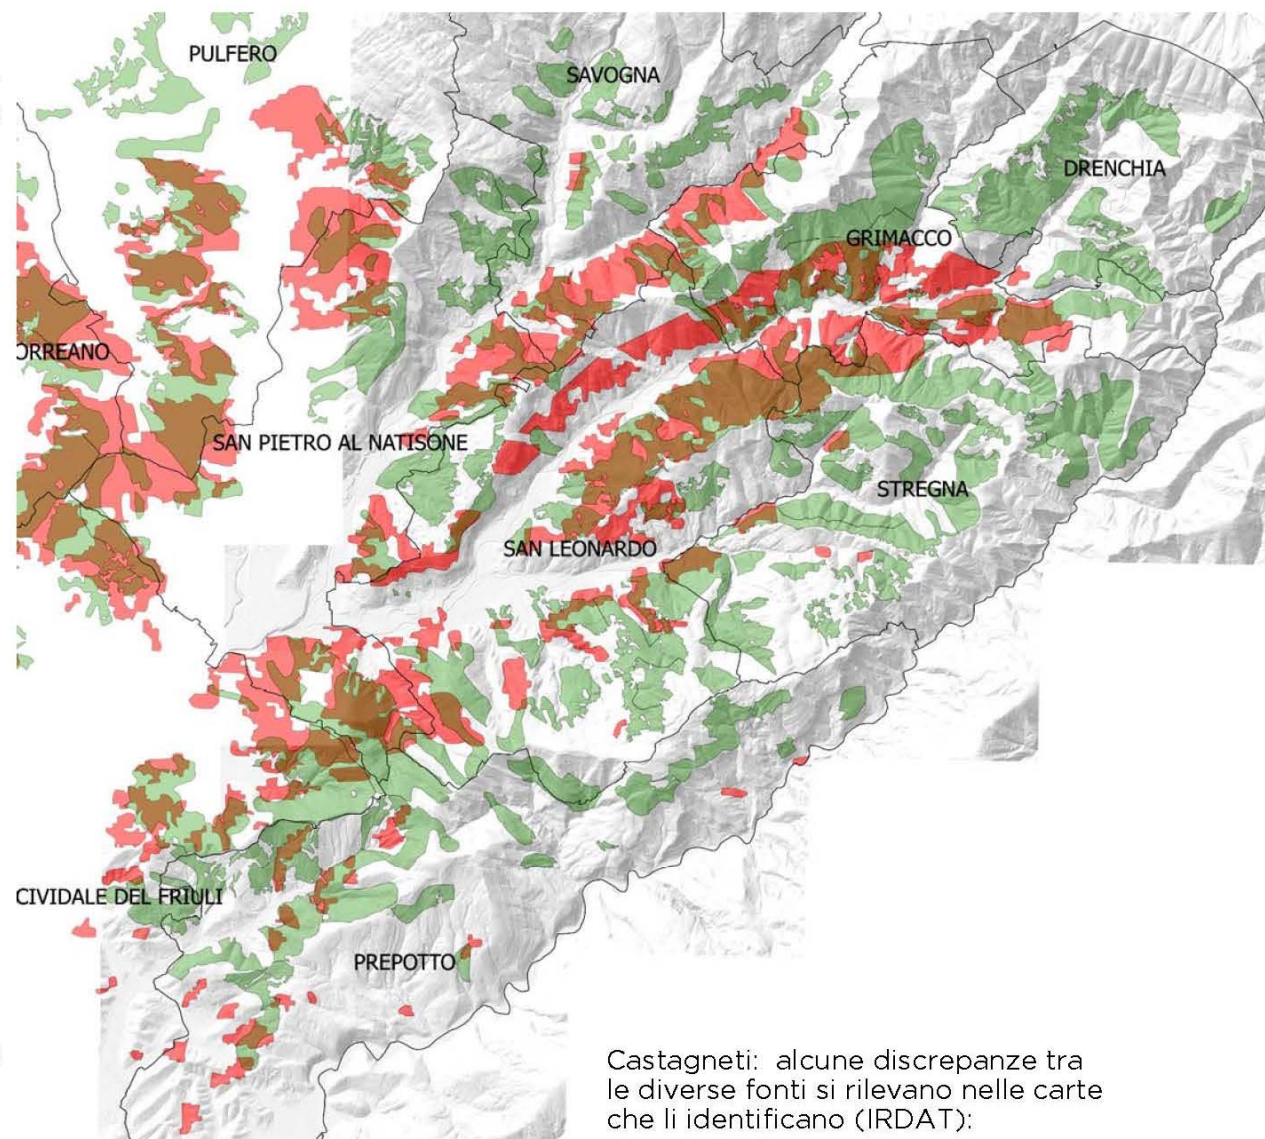 PULFERO
SAVOGNA
DRENCHIA
GRIMACCO
ORREANO
SAN PIETRO AL NATISONE
STREGNA
SAN LEONARDO
CIVIDALE DEL FRIULI
PREPOTTO
Castagneti: alcune discrepanze tra
le diverse fonti si rilevano nelle carte
che li identificano (IRDAT):